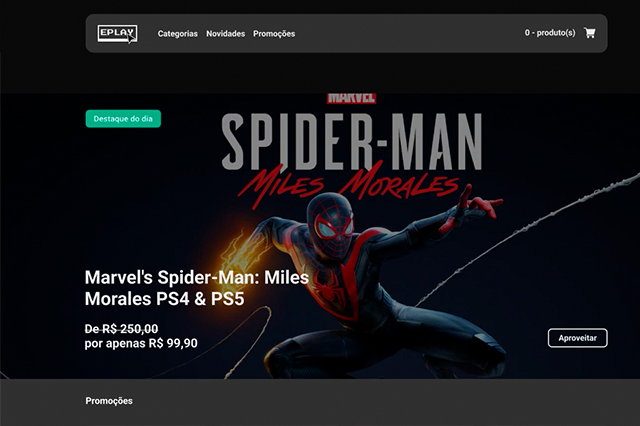 EPLAY
Categorias Novidades Promoções
0 - produto(s)
Destaque do dia
MARVEL
SPIDER-MAN
MILES MORALES
Marvel's Spider-Man: Miles
Morales PS4 & PS5
De R$ 250,00
por apenas R$ 99,90
Aproveitar
Promoções